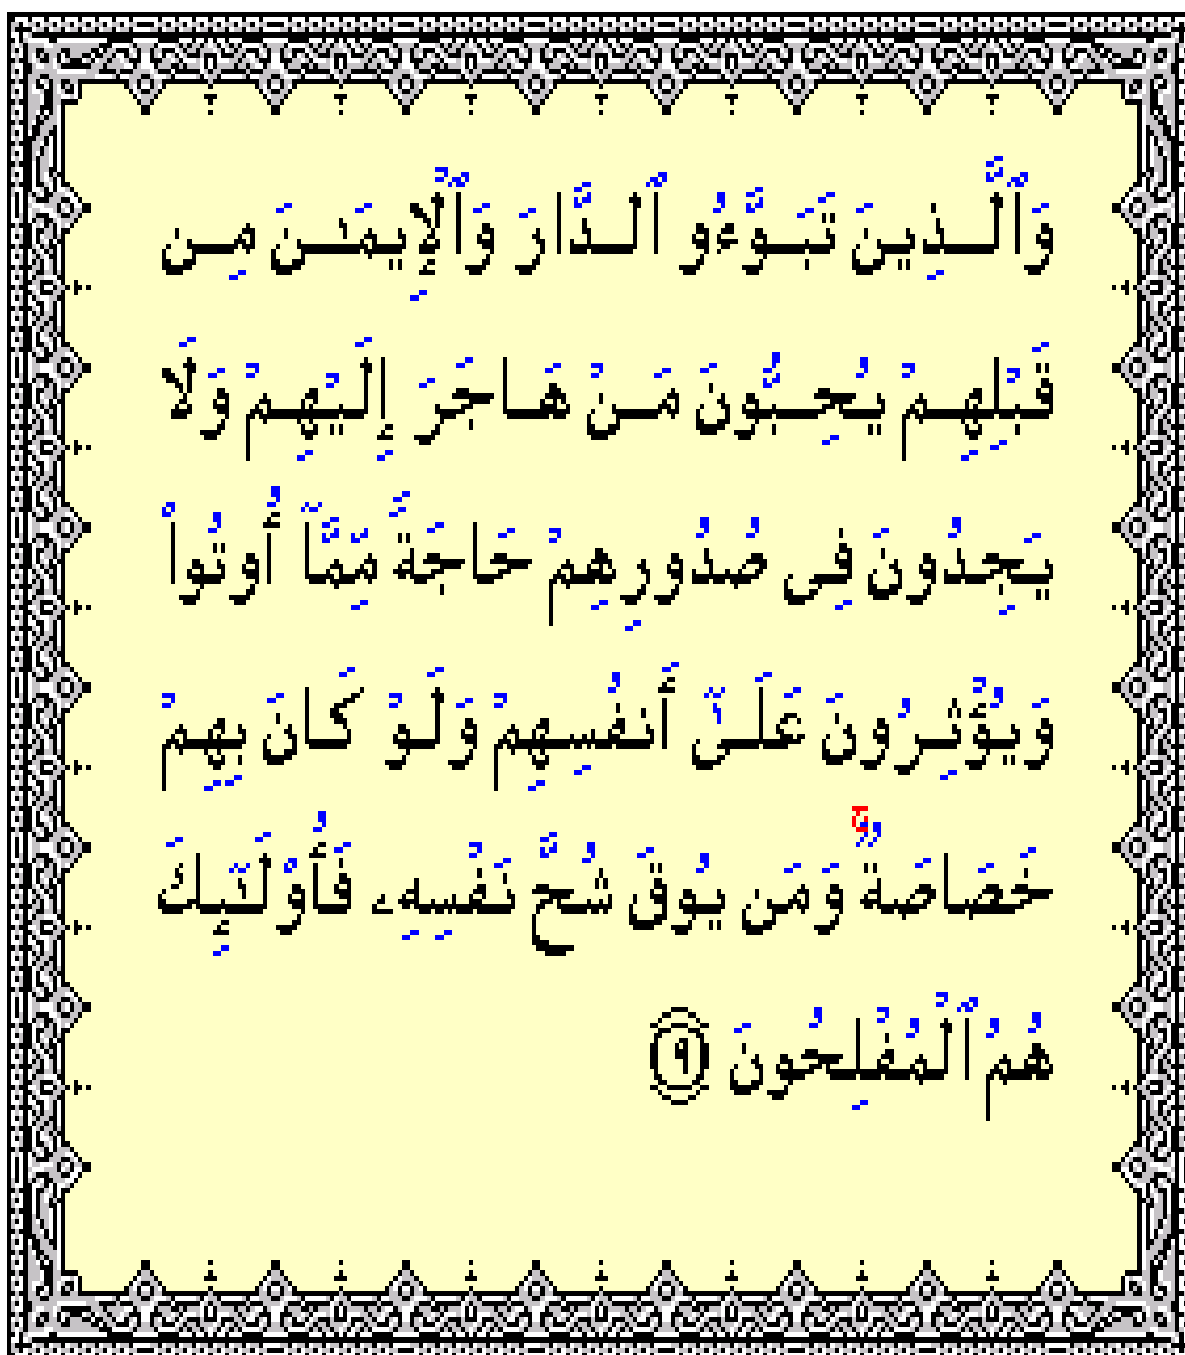 وَٱلَّذِينَ تَبَوَّءُو ٱلدَّارَ وَٱلْإِيمَـٰنَ مِن
قَبْلِهِمْ يُحِبُّونَ مَنْ هَاجَرَ إِلَيْهِمْ وَلَا
يَجِدُونَ فِى صُدُورِهِمْ حَاجَةً مِّمَّآ أُوتُوا۟
وَيُؤْثِرُونَ عَلَىٰٓ أَنفُسِهِمْ وَلَوْ كَانَ بِهِمْ
خَصَاصَةٌ ۚ وَمَن يُوقَ شُحَّ نَفْسِهِۦ فَأُو۟لَـٰٓئِكَ
هُمُ ٱلْمُفْلِحُونَ ٩